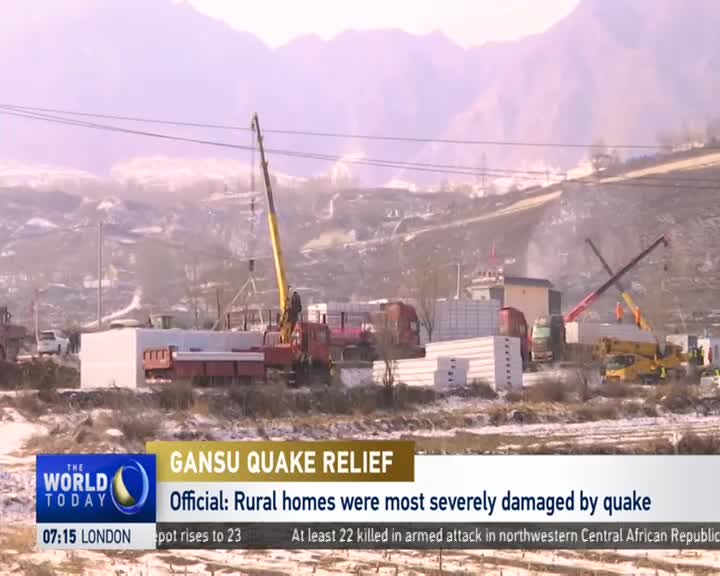 GANSU QUAKE RELIEF
THE
WORLD
TODAY
Official: Rural homes were most severely damaged by quake
07:15 LONDON
epot rises to 23 At least 22 killed in armed attack in northwestern Central African Republic